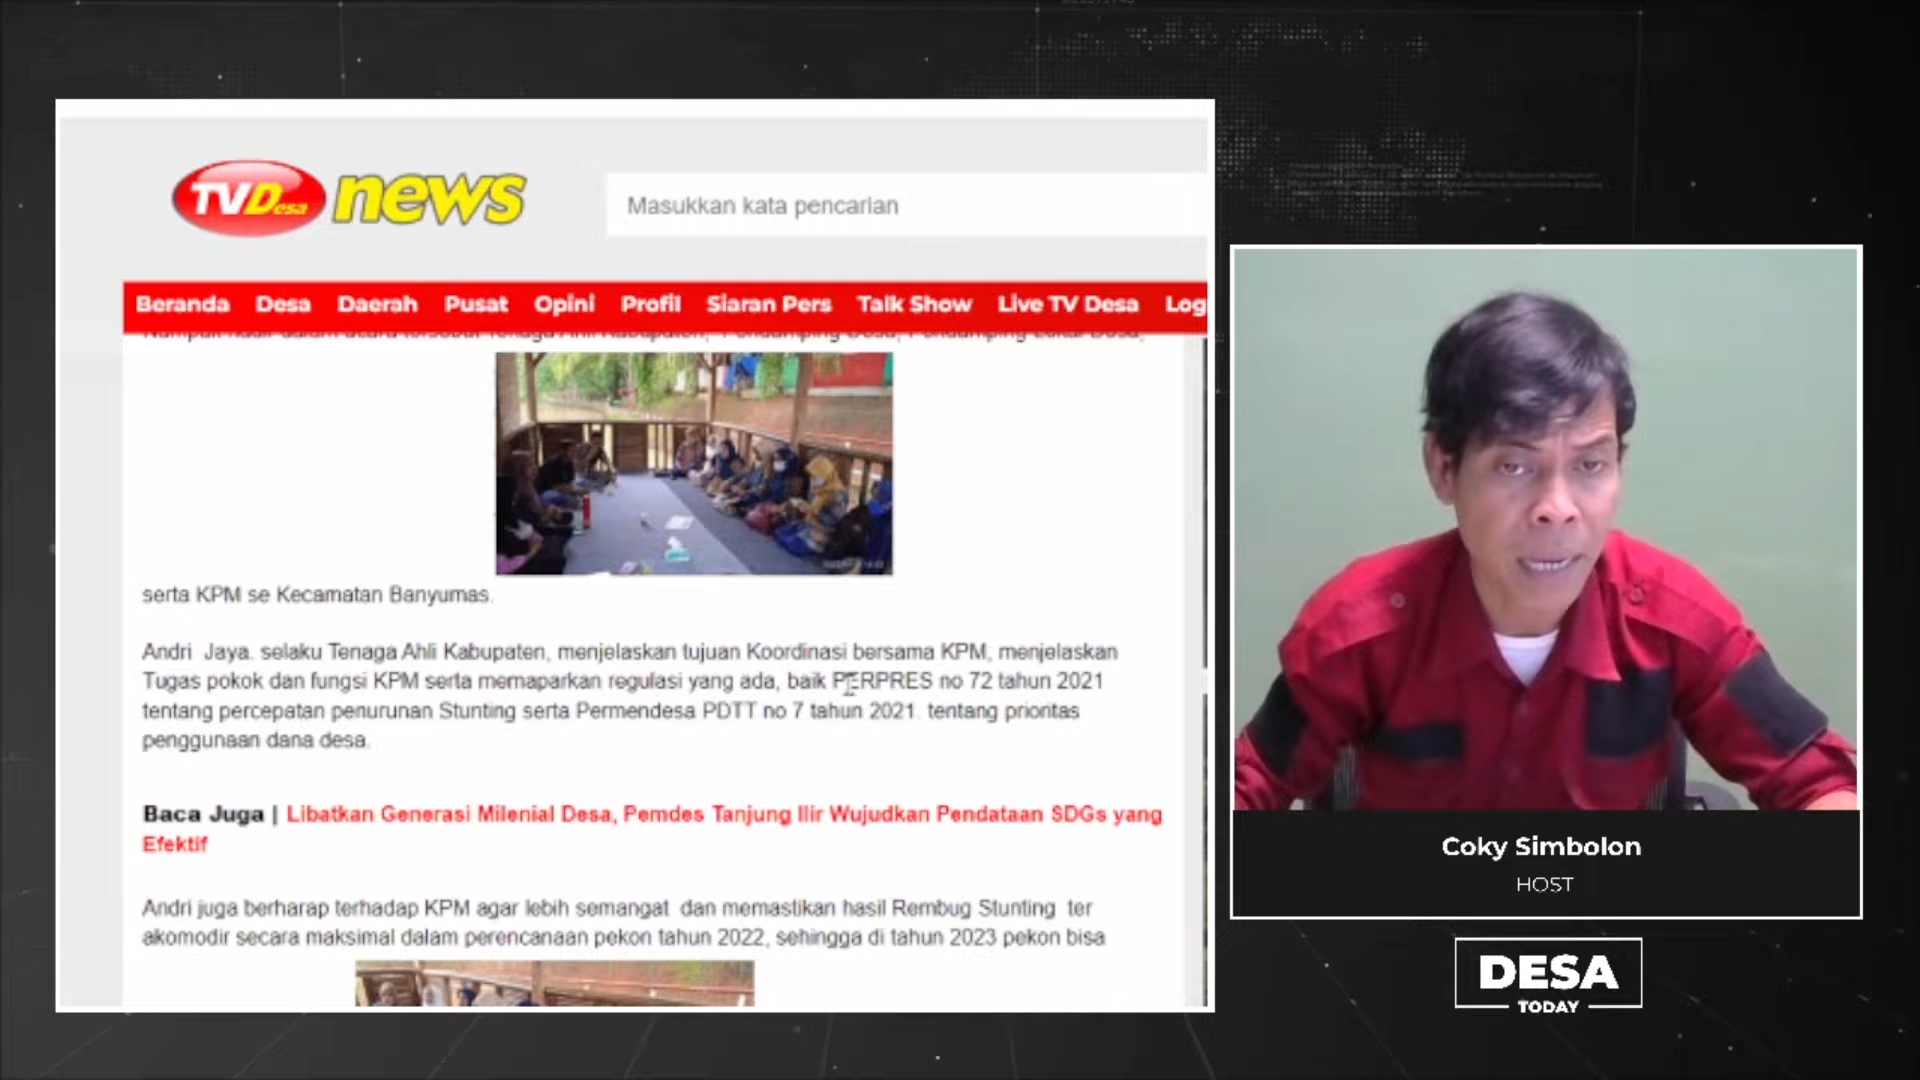 TVDesa news
Masukkan kata pencarian
Beranda Desa Daerah Pusat Opini Profil Siaran Pers Talk Show Live TV Desa Log
serta KPM se Kecamatan Banyumas.
Andri Jaya. selaku Tenaga Ahli Kabupaten, menjelaskan tujuan Koordinasi bersama KPM, menjelaskan
Tugas pokok dan fungsi KPM serta memaparkan regulasi yang ada, baik PERPRES no 72 tahun 2021
tentang percepatan penurunan Stunting serta Permendesa PDTT no 7 tahun 2021. tentang prioritas
penggunaan dana desa.
Baca Juga | Libatkan Generasi Milenial Desa, Pemdes Tanjung Ilir Wujudkan Pendataan SDGs yang
Efektif
Andri juga berharap terhadap KPM agar lebih semangat dan memastikan hasil Rembug Stunting ter
akomodir secara maksimal dalam perencanaan pekon tahun 2022, sehingga di tahun 2023 pekon bisa
Coky Simbolon
HOST
DESA
TODAY